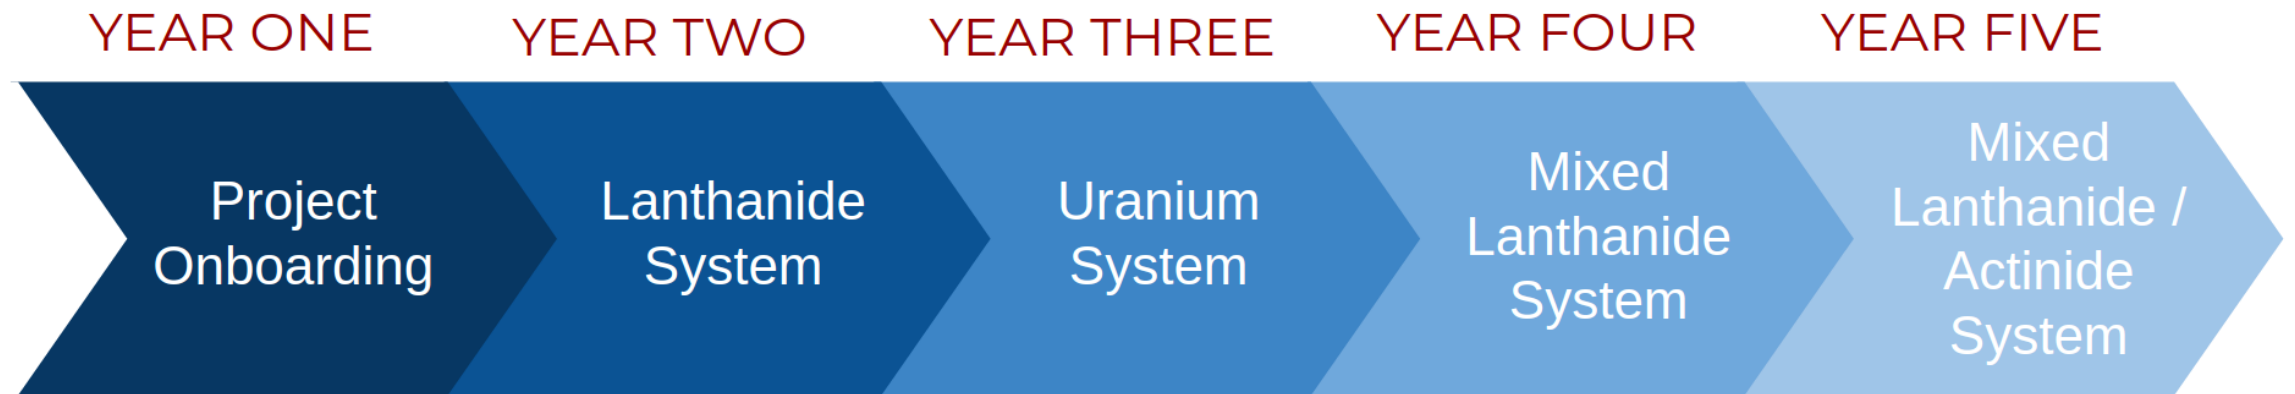 YEAR ONE
YEAR TWO
YEAR THREE
YEAR FOUR
YEAR FIVE
Project
Onboarding
Lanthanide
System
Uranium
System
Mixed
Lanthanide
System
Mixed
Lanthanide /
Actinide
System